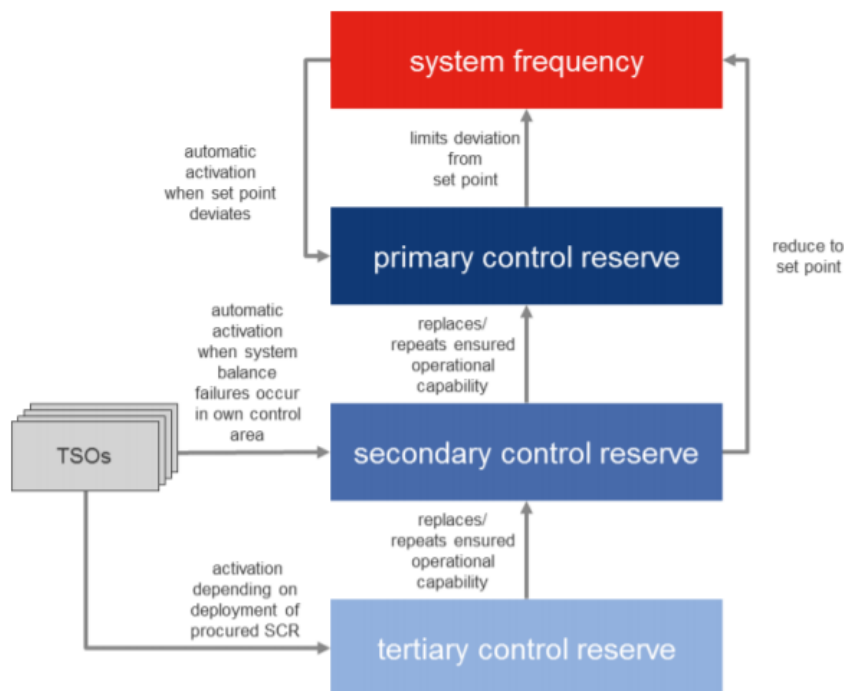 system frequency
limits deviation
from
set point
automatic
activation
when set point
deviates
primary control reserve
reduce to
set point
automatic
activation
when system
balance
failures occur
in own control
area
replaces/
repeats ensured
operational
capability
TSOs
secondary control reserve
replaces/
repeats ensured
operational
capability
activation
depending on
deployment of
procured SCR
tertiary control reserve